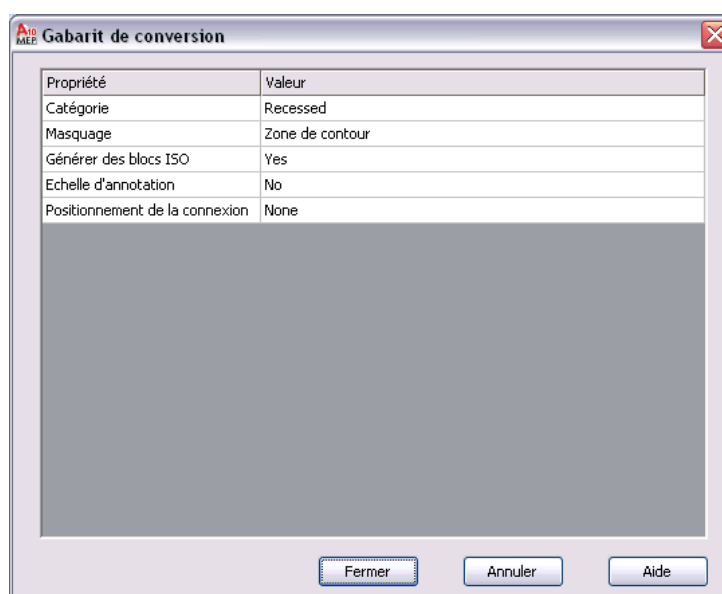 A10 MEP Gabarit de conversion
Propriété Valeur
Catégorie Recessed
Masquage Zone de contour
Générer des blocs ISO Yes
Echelle d'annotation No
Positionnement de la connexion None
Fermer Annuler Aide